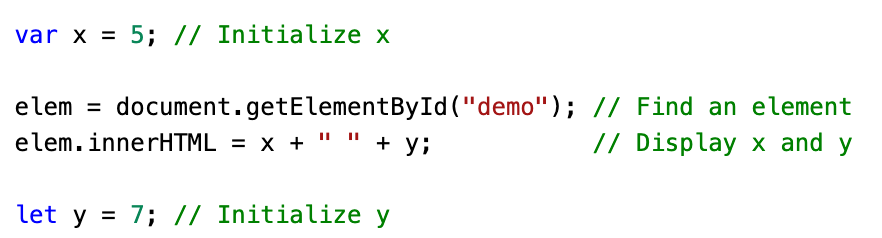 var x = 5; // Initialize x
elem = document.getElementById("demo"); // Find an element
elem.innerHTML = x + " " + y;           // Display x and y
let y = 7; // Initialize y